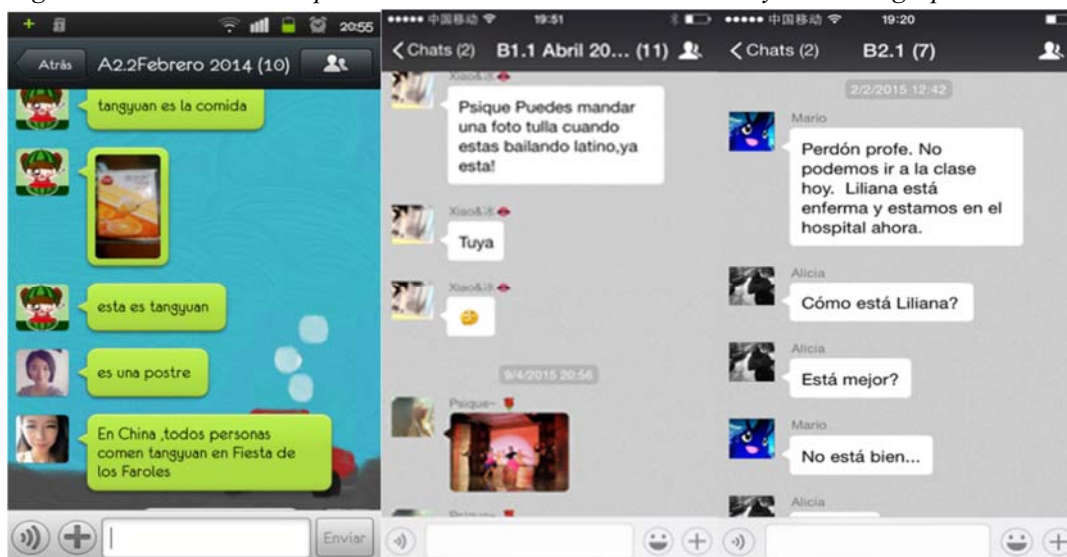 20:55
Atrás
A2.2Febrero 2014 (10)
tangyuan es la comida
esta es tangyuan
es una postre
En China ,todos personas
comen tangyuan en Fiesta de
los Faroles
Enviar
中国移动
19:51
Chats (2)
B1.1 Abril 20... (11)
Psique Puedes mandar
una foto tulla cuando
estas bailando latino,ya
esta!
Tuya
9/4/2015 20:56
Psique~
中国移动
19:20
Chats (2)
B2.1 (7)
2/2/2015 12:42
Mario
Perdón profe. No
podemos ir a la clase
hoy. Liliana está
enferma y estamos en el
hospital ahora.
Alicia
Cómo está Liliana?
Alicia
Está mejor?
Mario
No está bien...
Alicia